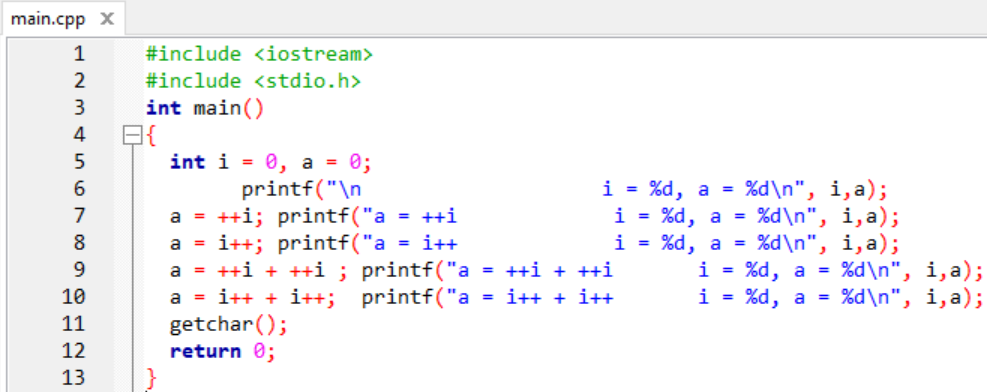 main.cpp X
1 #include <iostream>
2 #include <stdio.h>
3 int main()
4 {
5   int i = 0, a = 0;
6         printf("\n                    i = %d, a = %d\n", i,a);
7   a = ++i; printf("a = ++i             i = %d, a = %d\n", i,a);
8   a = i++; printf("a = i++             i = %d, a = %d\n", i,a);
9   a = ++i + ++i ; printf("a = ++i + ++i       i = %d, a = %d\n", i,a);
10   a = i++ + i++;  printf("a = i++ + i++       i = %d, a = %d\n", i,a);
11   getchar();
12   return 0;
13 }